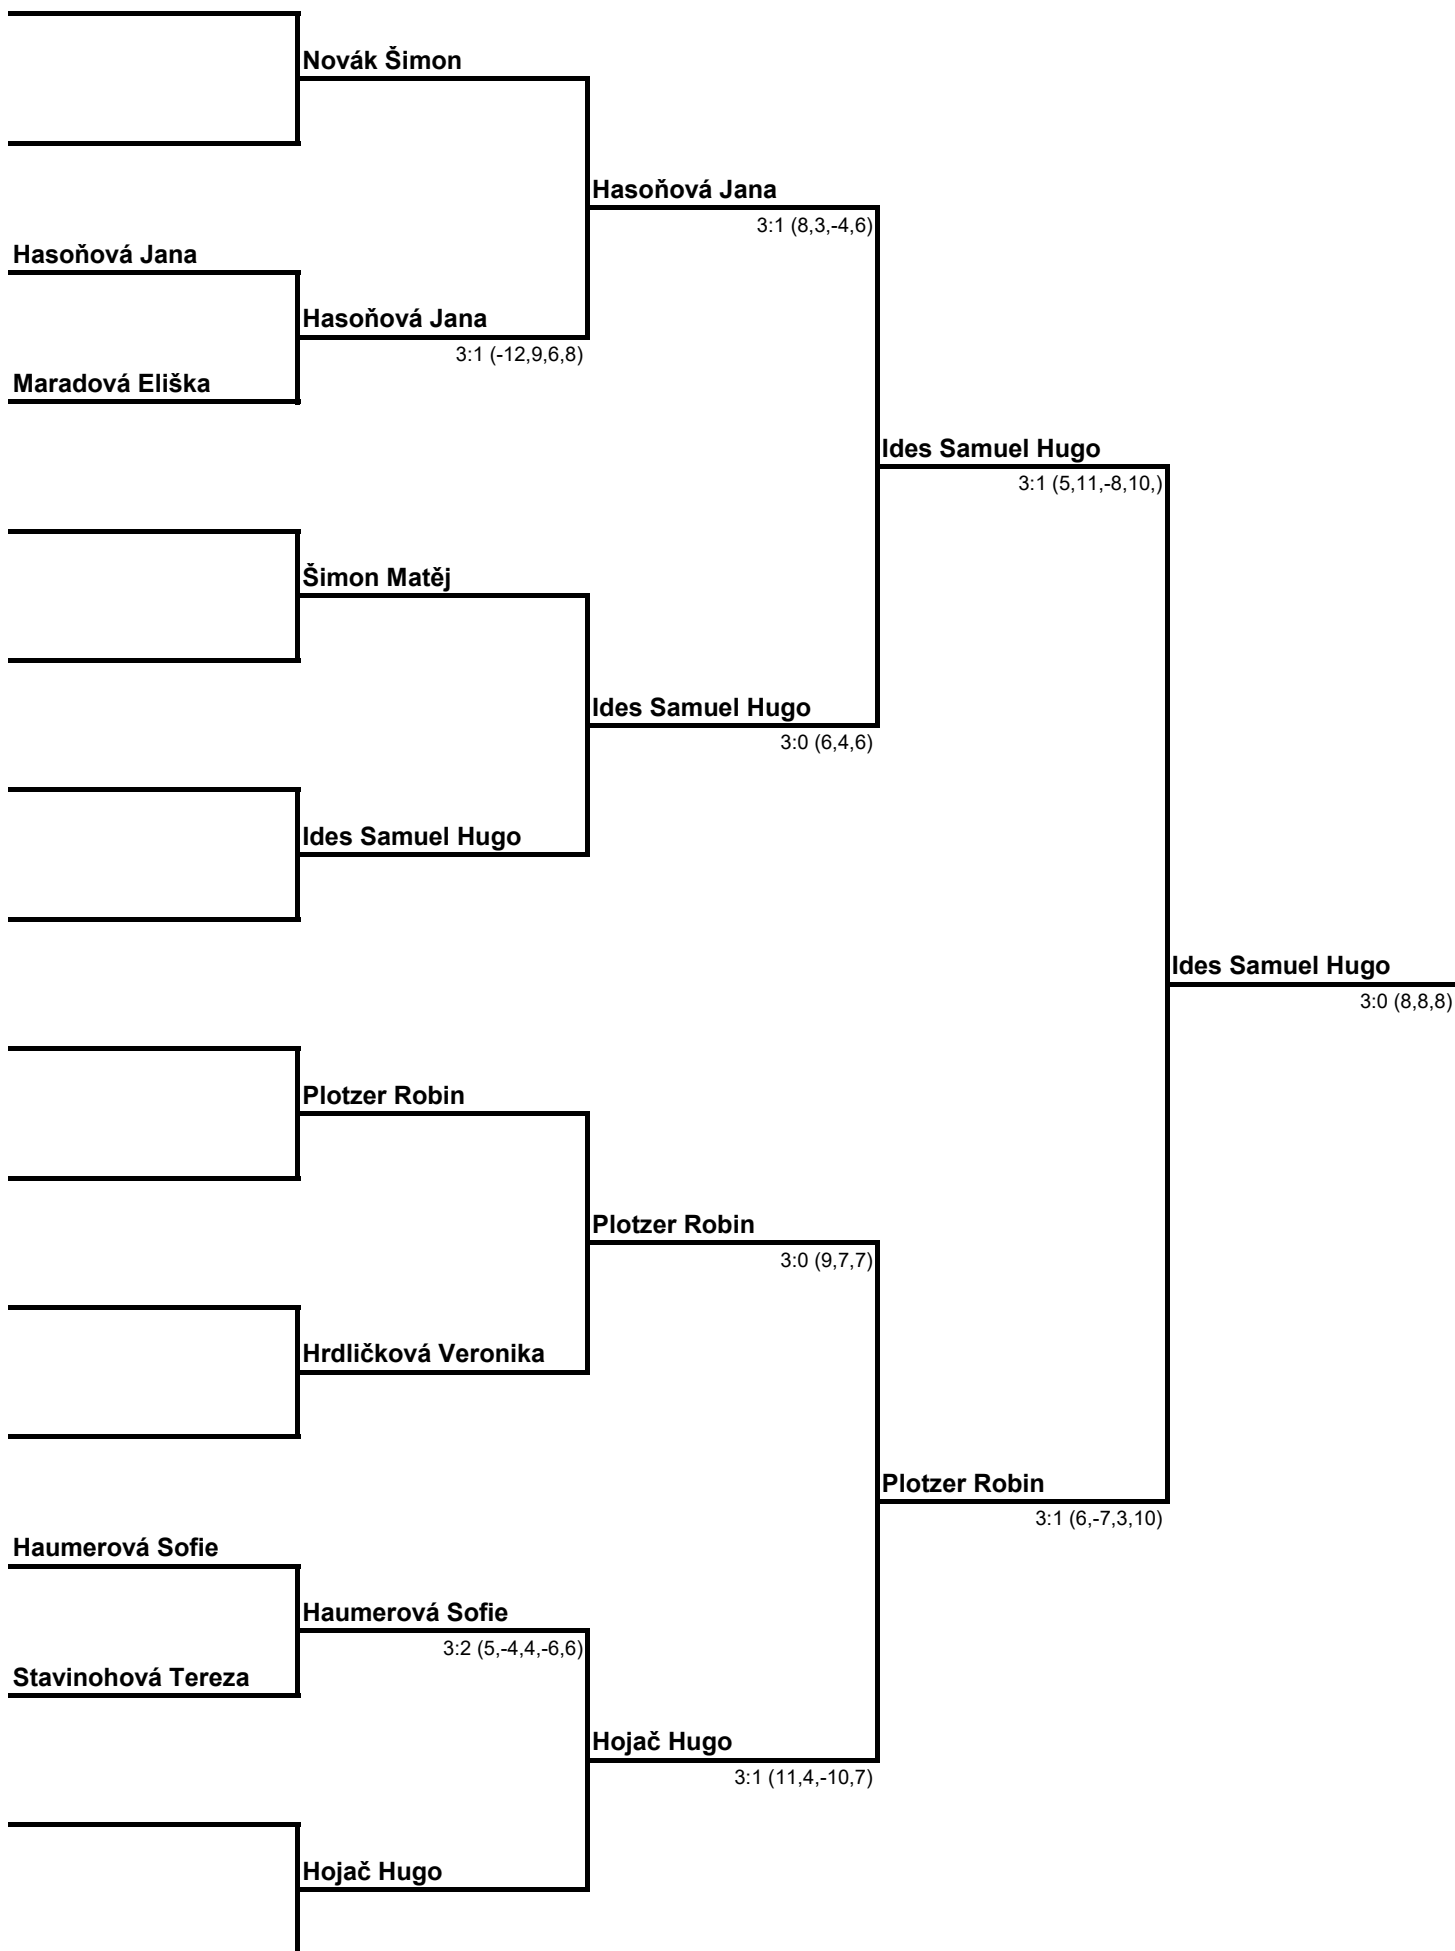 Novák Šimon
Hasoňová Jana
3:1 (8,3,-4,6)
Hasoňová Jana
Hasoňová Jana
3:1 (-12,9,6,8)
Maradová Eliška
Ides Samuel Hugo
3:1 (5,11,-8,10,)
Šimon Matěj
Ides Samuel Hugo
3:0 (6,4,6)
Ides Samuel Hugo
Ides Samuel Hugo
3:0 (8,8,8)
Plotzer Robin
Plotzer Robin
3:0 (9,7,7)
Hrdličková Veronika
Plotzer Robin
3:1 (6,-7,3,10)
Haumerová Sofie
Haumerová Sofie
3:2 (5,-4,4,-6,6)
Stavinohová Tereza
Hojač Hugo
3:1 (11,4,-10,7)
Hojač Hugo